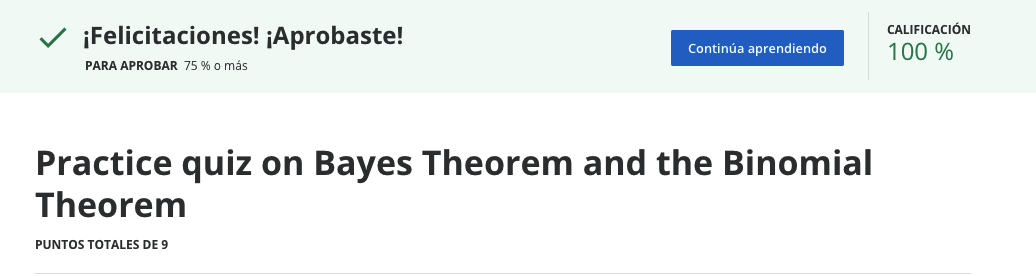 ¡Felicitaciones! ¡Aprobaste!
PARA APROBAR 75 % o más
Continúa aprendiendo
CALIFICACIÓN
100 %
Practice quiz on Bayes Theorem and the Binomial
Theorem
PUNTOS TOTALES DE 9